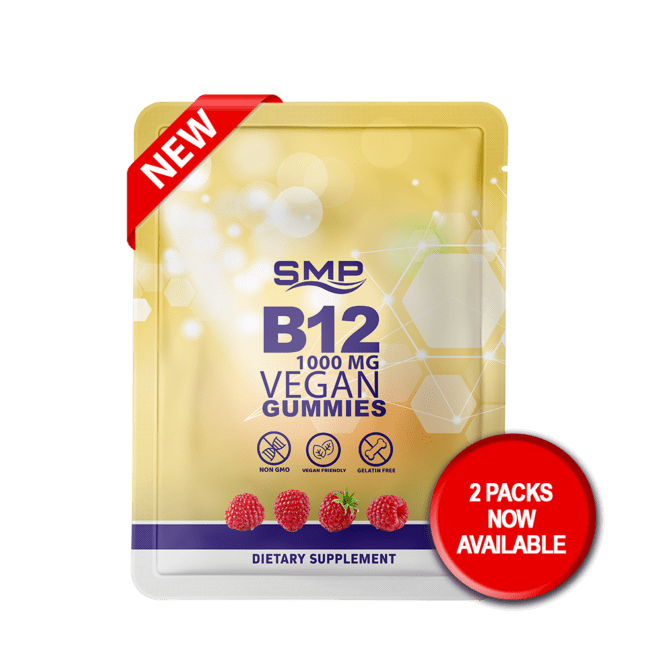 NEW
SMP
B12
1000 MG
VEGAN
GUMMIES
NON GMO
VEGAN FRIENDLY
GELATIN FREE
DIETARY SUPPLEMENT
2 PACKS
NOW
AVAILABLE